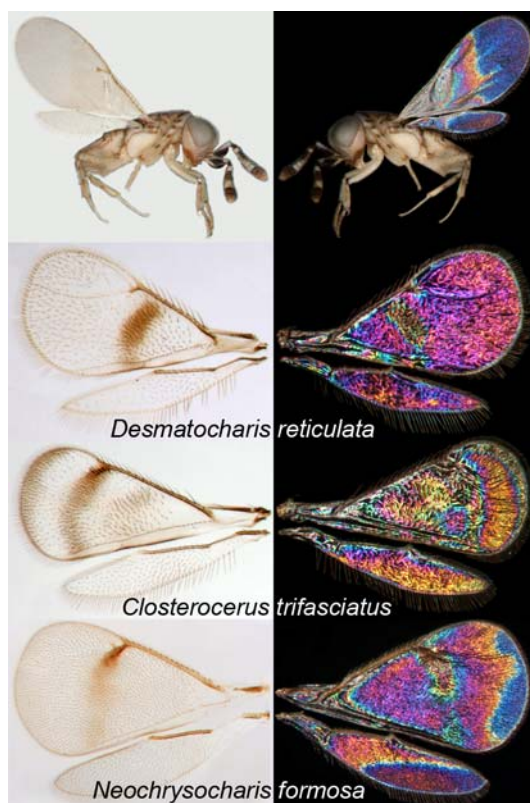 Desmatocharis reticulata
Closterocerus trifasciatus
Neochrysocharis formosa